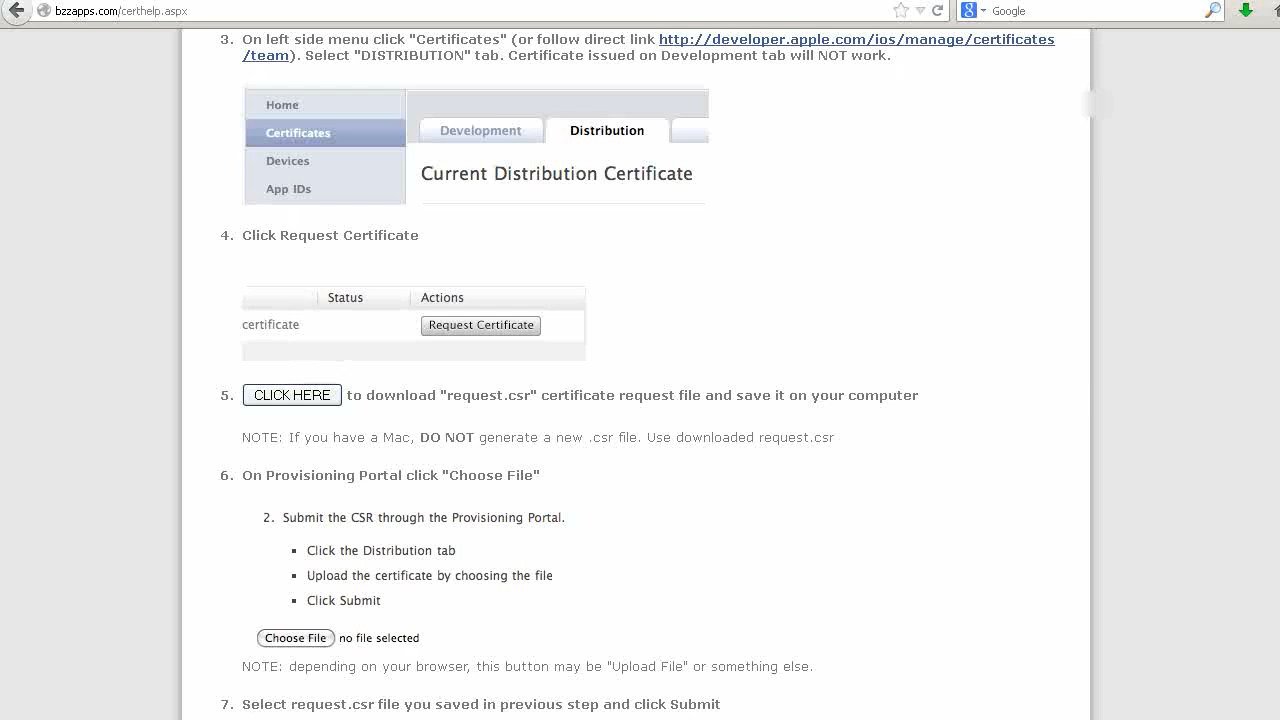 bzzapps.com/certhelp.aspx
Google
3. On left side menu click "Certificates" (or follow direct link http://developer.apple.com/ios/manage/certificates
/team). Select "DISTRIBUTION" tab. Certificate issued on Development tab will NOT work.
Home
Certificates
Devices
App IDs
Development
Distribution
Current Distribution Certificate
4. Click Request Certificate
Status
Actions
certificate
Request Certificate
5. CLICK HERE to download "request.csr" certificate request file and save it on your computer
NOTE: If you have a Mac, DO NOT generate a new .csr file. Use downloaded request.csr
6. On Provisioning Portal click "Choose File"
2. Submit the CSR through the Provisioning Portal.
▪ Click the Distribution tab
▪ Upload the certificate by choosing the file
▪ Click Submit
Choose File no file selected
NOTE: depending on your browser, this button may be "Upload File" or something else.
7. Select request.csr file you saved in previous step and click Submit